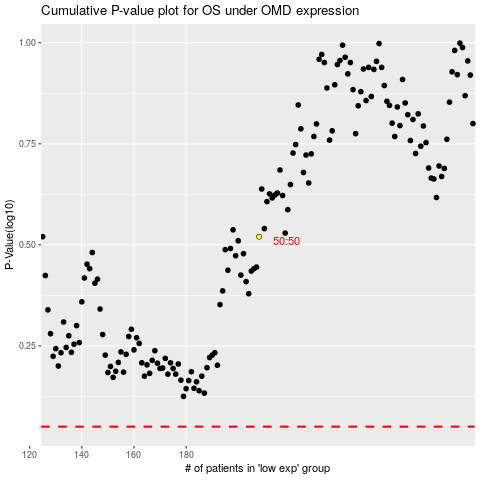 Cumulative P-value plot for OS under OMD expression
P-Value(log10)
1.00
0.75
0.50
0.25
50:50
120 140 160 180
# of patients in 'low exp' group